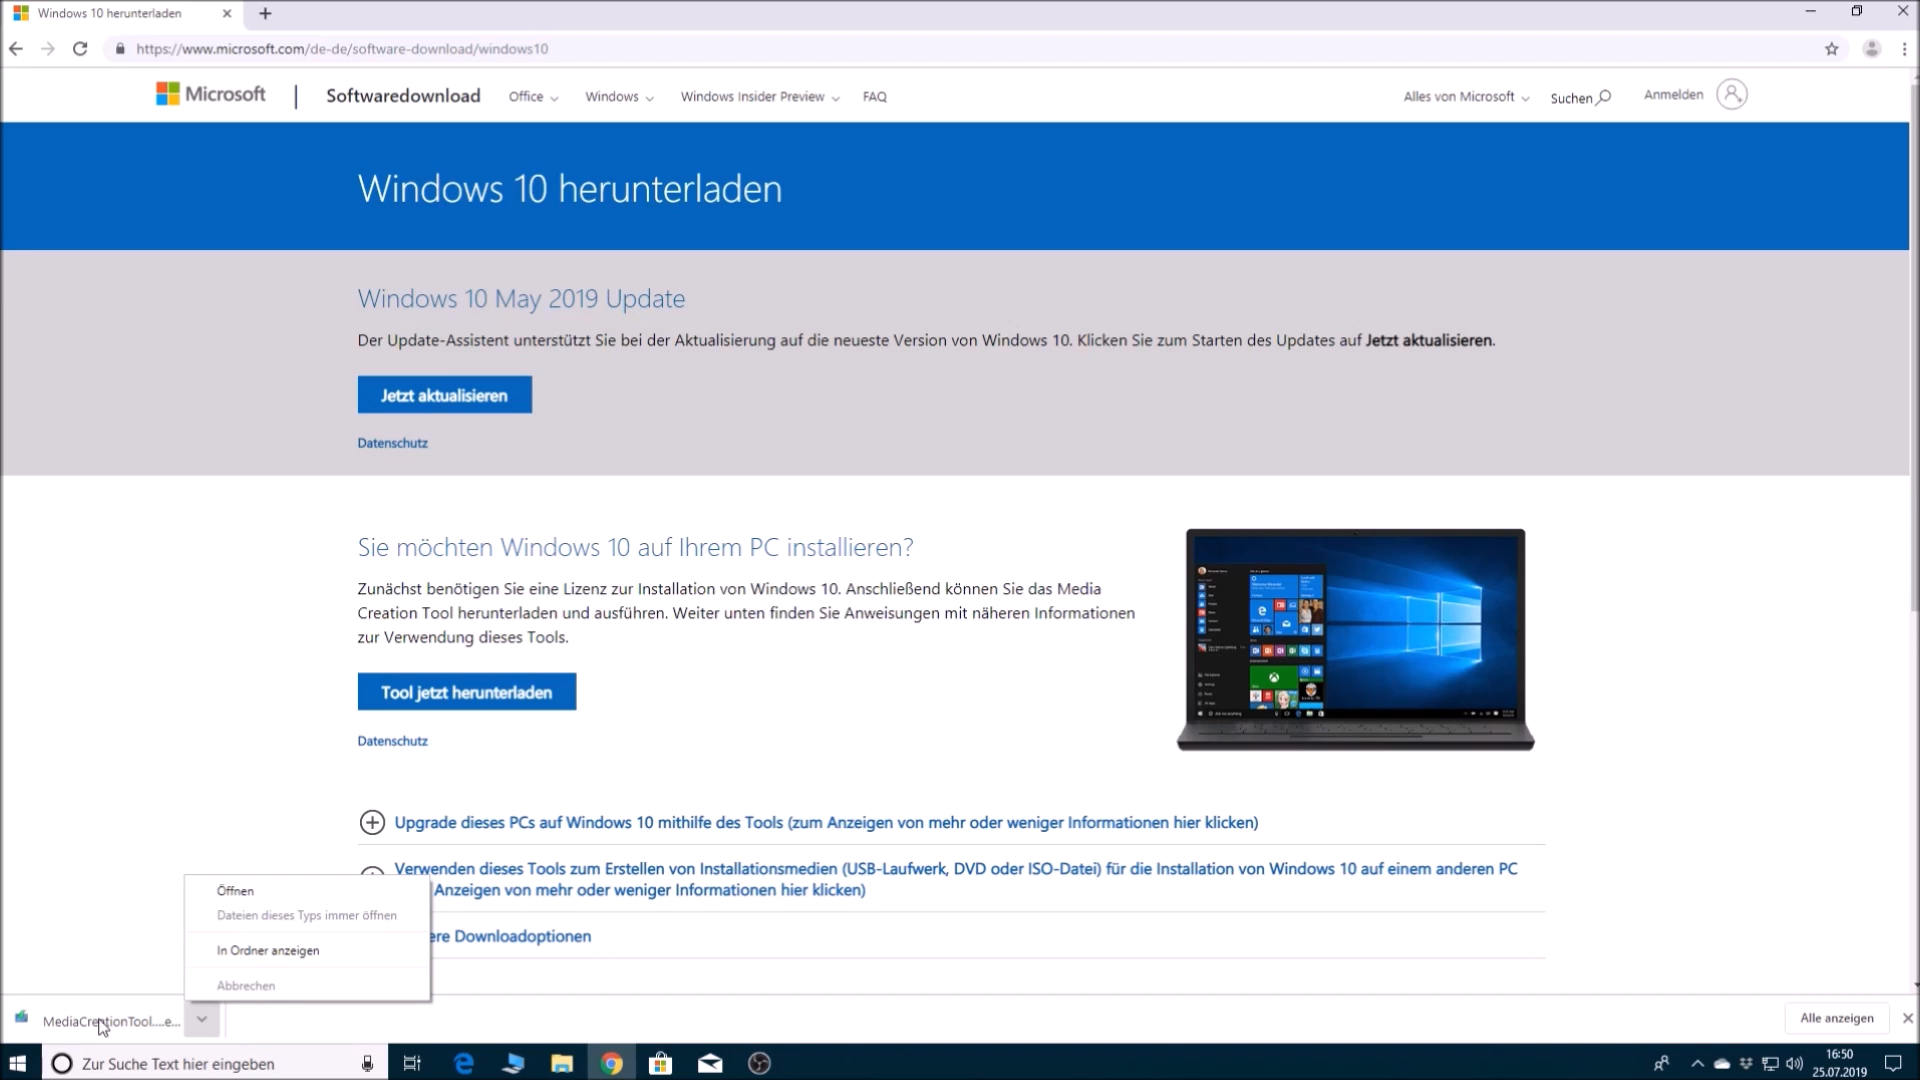 Windows 10 herunterladen
https://www.microsoft.com/de-de/software-download/windows10
Microsoft
Softwaredownload
Office
Windows
Windows Insider Preview
FAQ
Alles von Microsoft
Suchen
Anmelden
Windows 10 herunterladen
Windows 10 May 2019 Update
Der Update-Assistent unterstützt Sie bei der Aktualisierung auf die neueste Version von Windows 10. Klicken Sie zum Starten des Updates auf Jetzt aktualisieren.
Jetzt aktualisieren
Datenschutz
Sie möchten Windows 10 auf Ihrem PC installieren?
Zunächst benötigen Sie eine Lizenz zur Installation von Windows 10. Anschließend können Sie das Media
Creation Tool herunterladen und ausführen. Weiter unten finden Sie Anweisungen mit näheren Informationen
zur Verwendung dieses Tools.
Tool jetzt herunterladen
Datenschutz
Upgrade dieses PCs auf Windows 10 mithilfe des Tools (zum Anzeigen von mehr oder weniger Informationen hier klicken)
Verwenden dieses Tools zum Erstellen von Installationsmedien (USB-Laufwerk, DVD oder ISO-Datei) für die Installation von Windows 10 auf einem anderen PC
Anzeigen von mehr oder weniger Informationen hier klicken)
ere Downloadoptionen
Öffnen
Dateien dieses Typs immer öffnen
In Ordner anzeigen
Abbrechen
MediaCreationTool....e...
Alle anzeigen
Zur Suche Text hier eingeben
16:50
25.07.2019